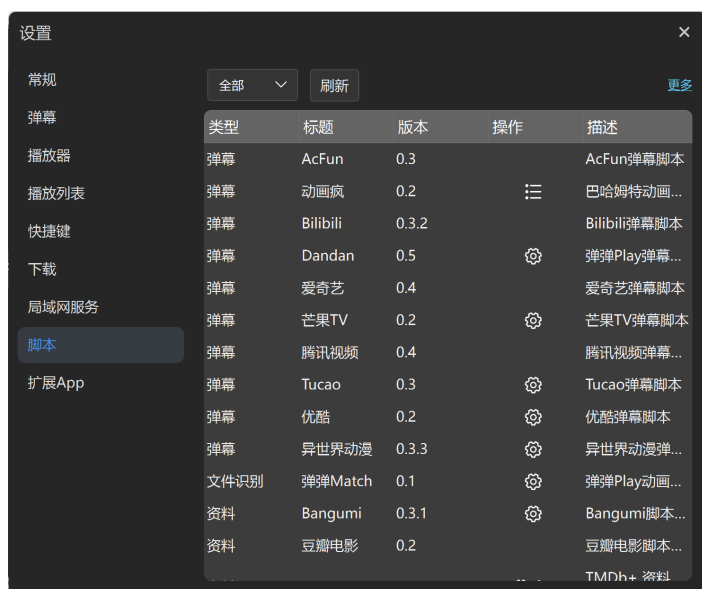 设置
常规
弹幕
播放器
播放列表
快捷键
下载
局域网服务
脚本
扩展App
全部 刷新 更多
类型 标题 版本 操作 描述
弹幕 AcFun 0.3 AcFun弹幕脚本
弹幕 动画疯 0.2 巴哈姆特动画...
弹幕 Bilibili 0.3.2 Bilibili弹幕脚本
弹幕 Dandan 0.5 弹弹Play弹幕...
弹幕 爱奇艺 0.4 爱奇艺弹幕脚本
弹幕 芒果TV 0.2 芒果TV弹幕脚本
弹幕 腾讯视频 0.4 腾讯视频弹幕...
弹幕 Tucao 0.3 Tucao弹幕脚本
弹幕 优酷 0.2 优酷弹幕脚本
弹幕 异世界动漫 0.3.3 异世界动漫弹...
文件识别 弹弹Match 0.1 弹弹Play动画...
资料 Bangumi 0.3.1 Bangumi脚本...
资料 豆瓣电影 0.2 豆瓣电影脚本...
TMDb+ 资料